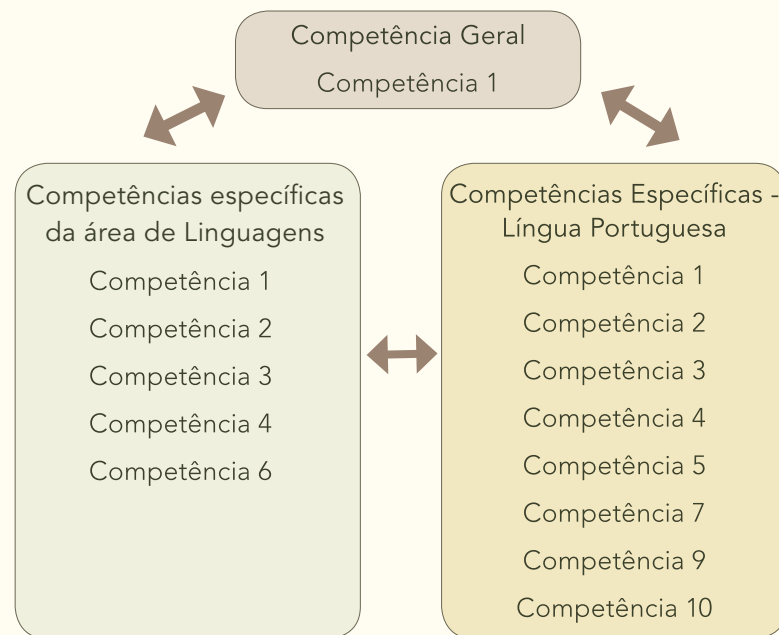 Competência Geral
Competência 1
Competências específicas
da área de Linguagens
Competência 1
Competência 2
Competência 3
Competência 4
Competência 6
Competências Específicas -
Língua Portuguesa
Competência 1
Competência 2
Competência 3
Competência 4
Competência 5
Competência 7
Competência 9
Competência 10